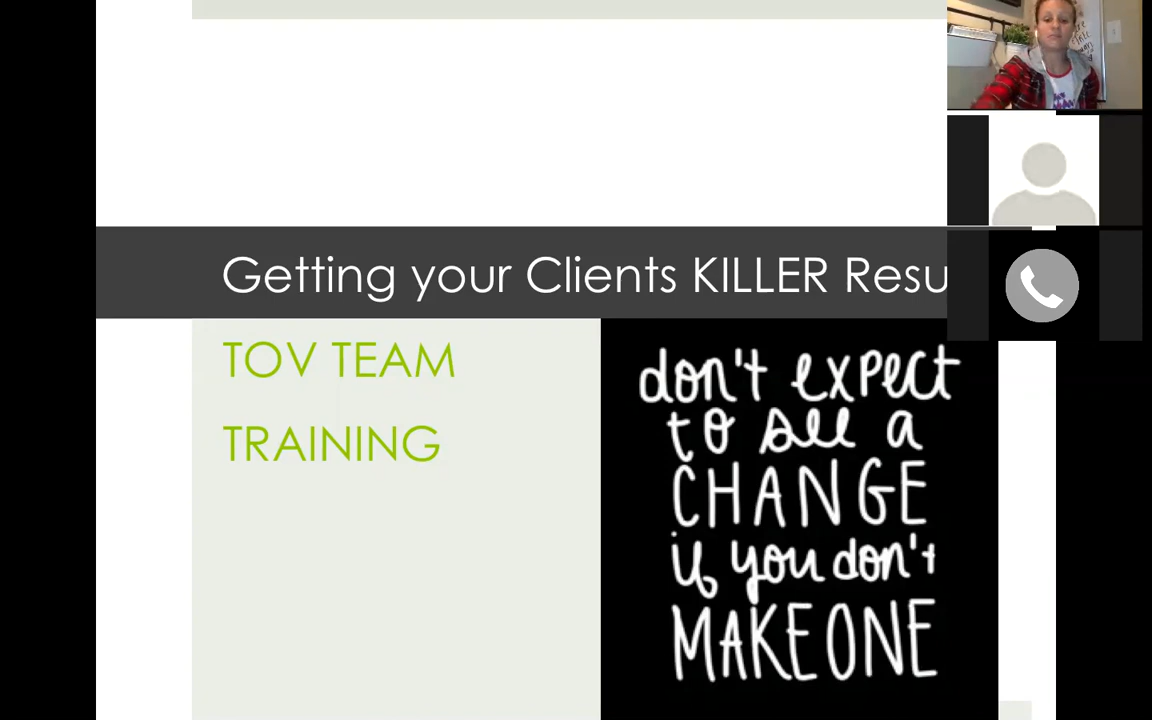 Getting your Clients KILLER Resu
TOV TEAM
TRAINING
don't expect
to see a
CHANGE
if you don't
MAKE ONE